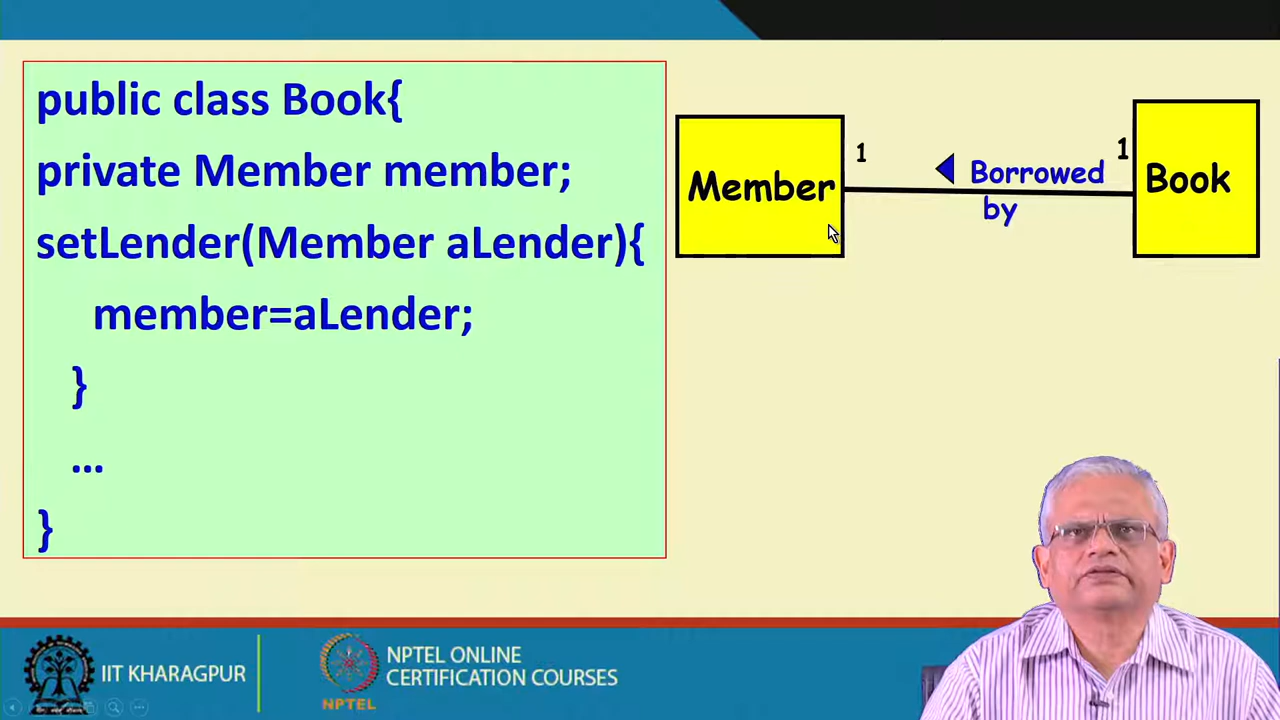 public class Book{
private Member member;
setLender(Member aLender){
member=aLender;
}
...
}
Member
1
Borrowed
by
1
Book
IIT KHARAGPUR
NPTEL
NPTEL ONLINE
CERTIFICATION COURSES